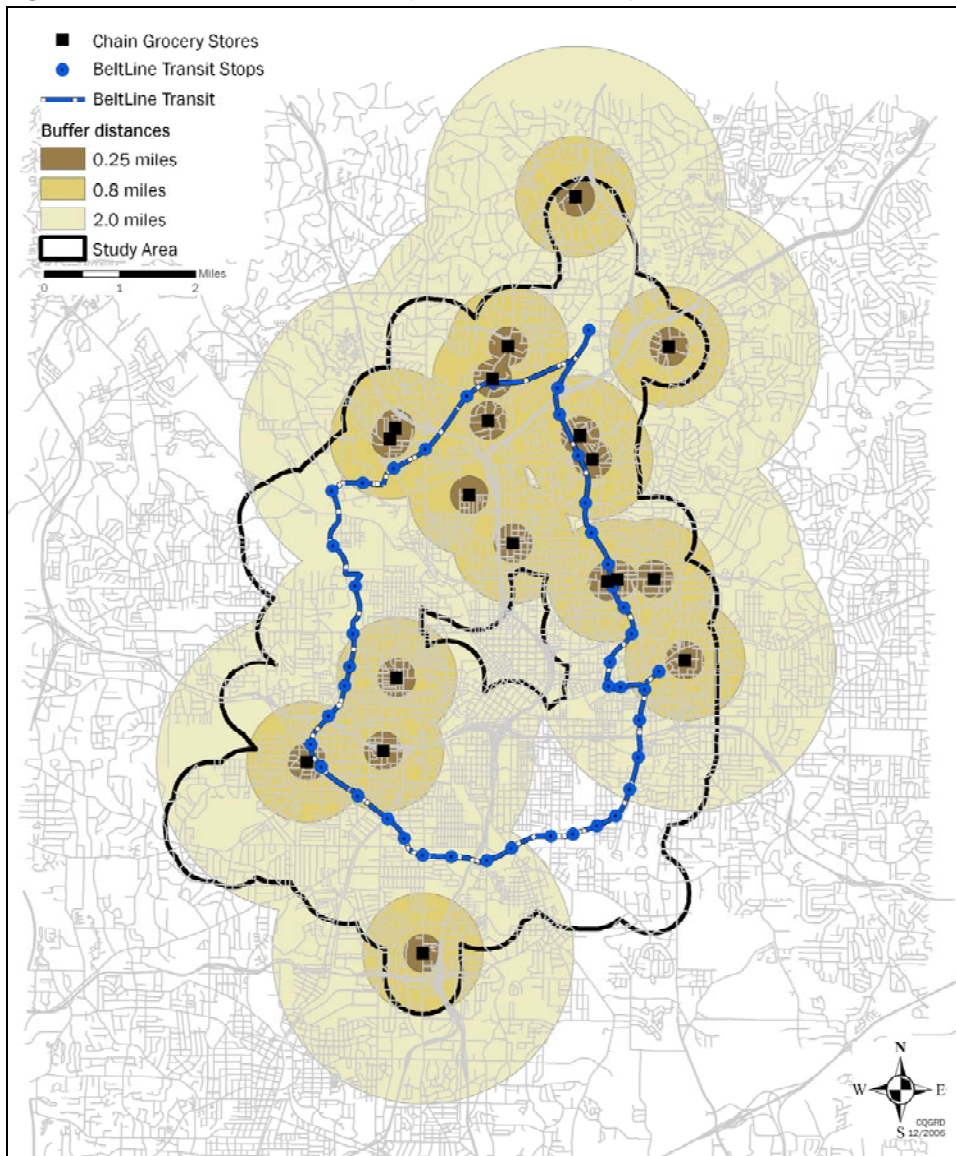 Chain Grocery Stores
BeltLine Transit Stops
BeltLine Transit
Buffer distances
0.25 miles
0.8 miles
2.0 miles
Study Area
Miles
0 1 2
N
W E
S
CQGRD
12/2006